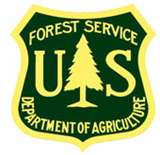 FOREST SERVICE
U S
DEPARTMENT OF AGRICULTURE